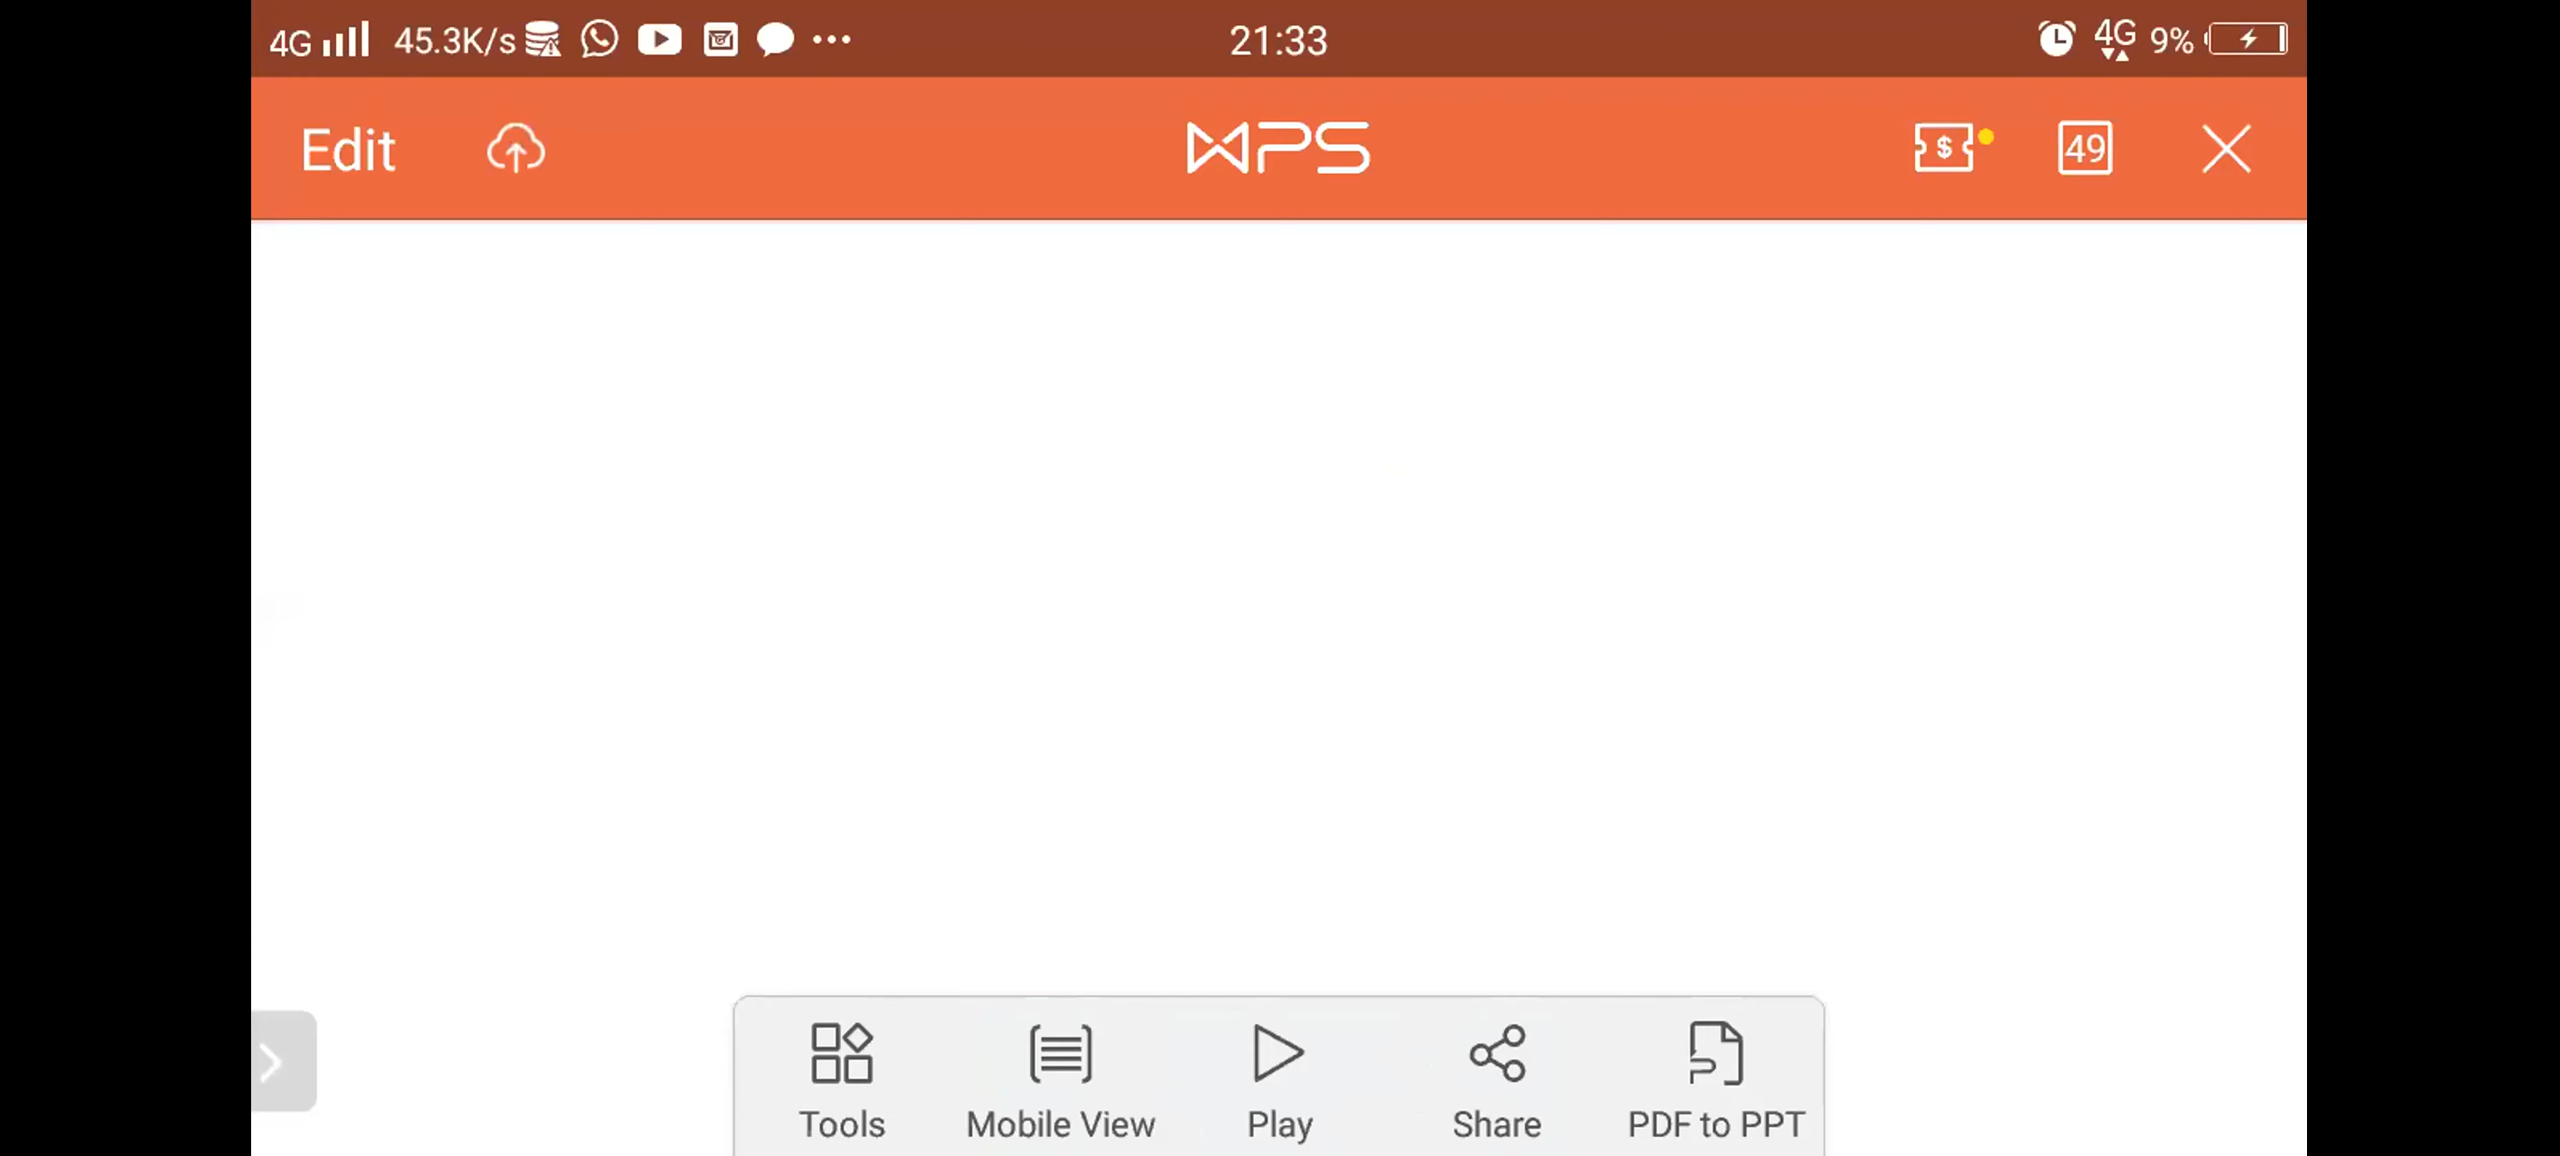 4G 45.3K/s 21:33 4G 9%
Edit WPS $ 49
Tools Mobile View Play Share PDF to PPT